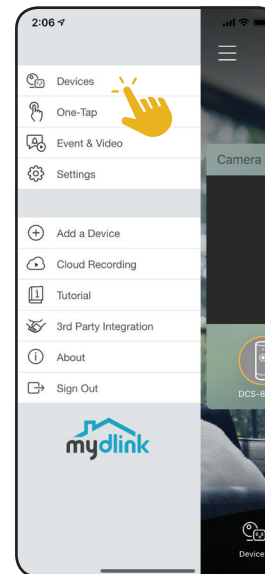 2:06
Devices
One-Tap
Event & Video
Settings
Add a Device
Cloud Recording
Tutorial
3rd Party Integration
About
Sign Out
mydlink
Camera
DCS-8
Device